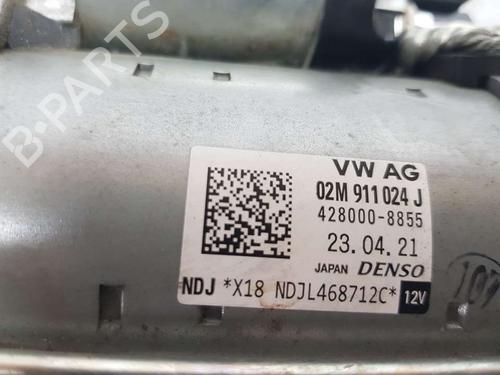 B-PARTS
VW AG
02M 911 024 J
428000-8855
23.04.21
JAPAN DENSO
NDJ *X18 NDJL468712C* 12V